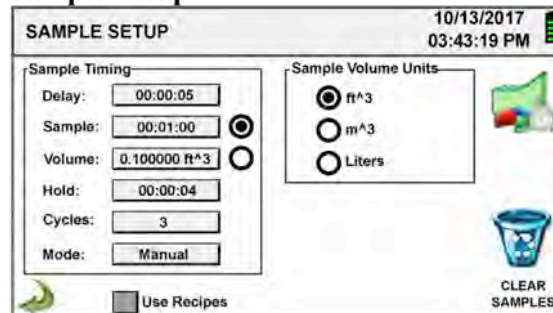 SAMPLE SETUP
10/13/2017
03:43:19 PM
Sample Timing
Delay: 00:00:05
Sample: 00:01:00
Volume: 0.100000 ft^3
Hold: 00:00:04
Cycles: 3
Mode: Manual
Use Recipes
Sample Volume Units
ft^3
m^3
Liters
CLEAR
SAMPLES